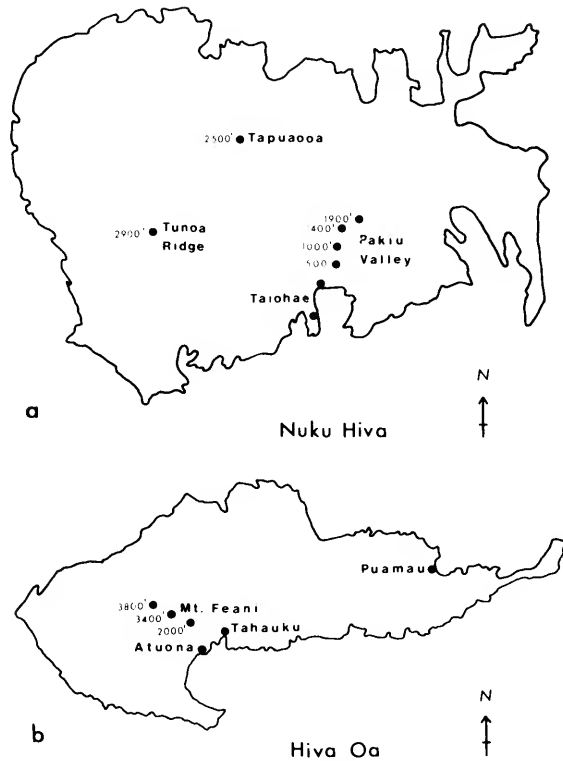 2500' Tapuaooa
1900'
2900' Tunoa
Ridge
400' Pakiu
1000' Valley
500
Taiohae
N
a
Nuku Hiva
Puamau
3800' Mt. Feani
3400'
2000' Tahauku
Atuona
N
b
Hiva Oa